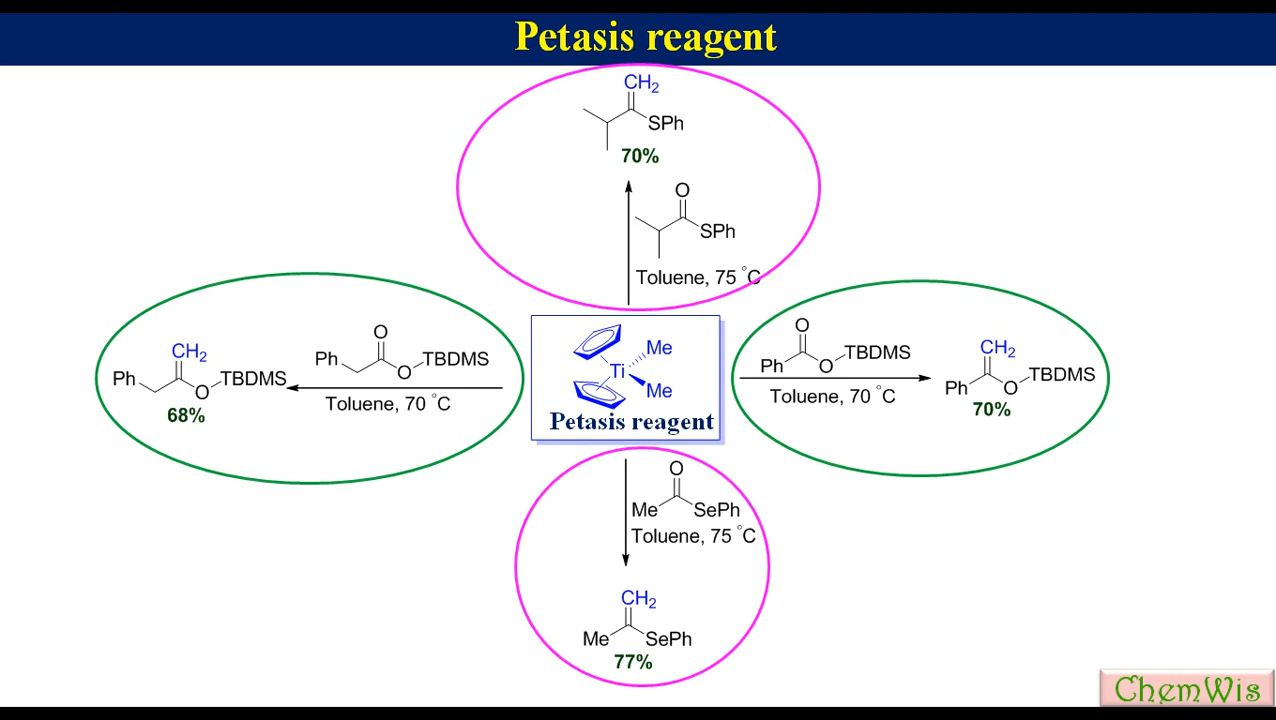 Petasis reagent
CH2
SPh
70%
O
SPh
Toluene, 75 °C
CH2
Ph
O
TBDMS
68%
O
Ph
O
TBDMS
Toluene, 70 °C
Ti
Me
Me
Petasis reagent
O
Ph
O
TBDMS
Toluene, 70 °C
CH2
Ph
O
TBDMS
70%
O
Me
SePh
Toluene, 75 °C
CH2
Me
SePh
77%
ChemWis